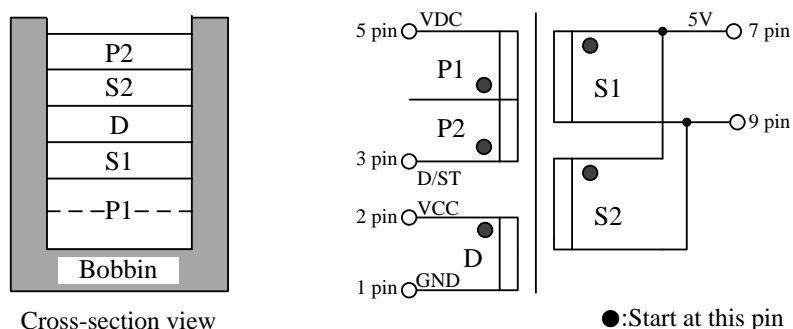 P2
S2
D
S1
P1
Bobbin
Cross-section view
5 pin VDC
P1
P2
3 pin
D/ST
2 pin VCC
D
1 pin GND
5V 7 pin
S1
9 pin
S2
●:Start at this pin